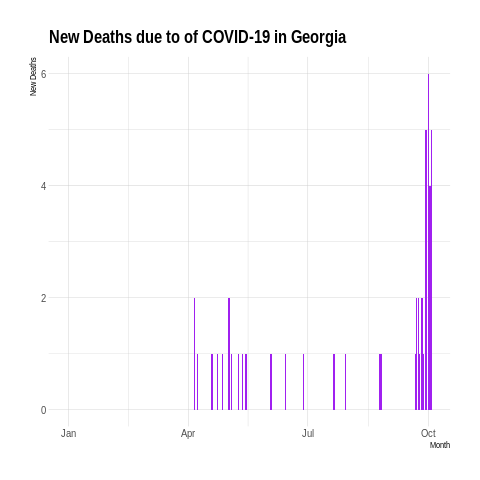 New Deaths due to of COVID-19 in Georgia
New Deaths
6
4
2
0
Jan Apr Jul Oct
Month